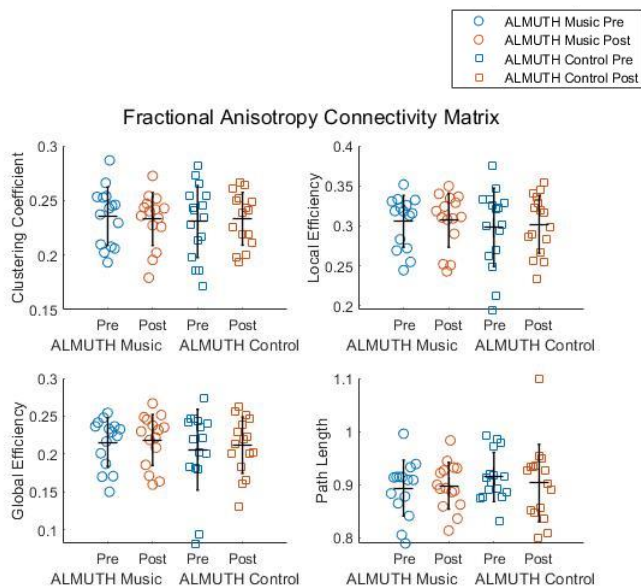 ALMUTH Music Pre
ALMUTH Music Post
ALMUTH Control Pre
ALMUTH Control Post
Fractional Anisotropy Connectivity Matrix
Clustering Coefficient
0.3
0.25
0.2
0.15
Pre Post Pre Post
ALMUTH Music ALMUTH Control
Local Efficiency
0.4
0.35
0.3
0.25
0.2
Pre Post Pre Post
ALMUTH Music ALMUTH Control
Global Efficiency
0.3
0.25
0.2
0.15
0.1
Pre Post Pre Post
ALMUTH Music ALMUTH Control
Path Length
1.1
1
0.9
0.8
Pre Post Pre Post
ALMUTH Music ALMUTH Control